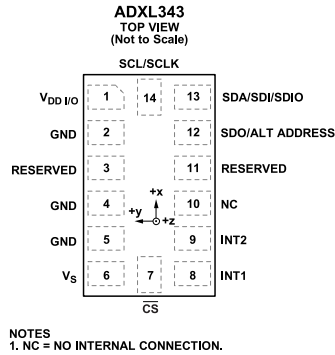 ADXL343
TOP VIEW
(Not to Scale)
SCL/SCLK
VDD I/O 1 14 13 SDA/SDI/SDIO
GND 2 12 SDO/ALT ADDRESS
RESERVED 3 11 RESERVED
GND 4 +x 10 NC
+y +z
GND 5 9 INT2
VS 6 7 8 INT1
CS
NOTES
1. NC = NO INTERNAL CONNECTION.